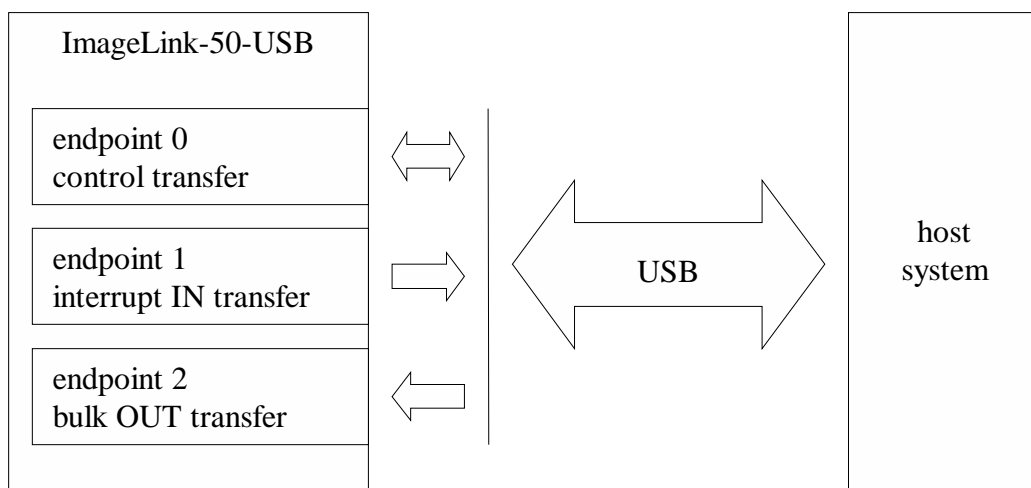 ImageLink-50-USB
endpoint 0
control transfer
endpoint 1
interrupt IN transfer
endpoint 2
bulk OUT transfer
USB
host
system